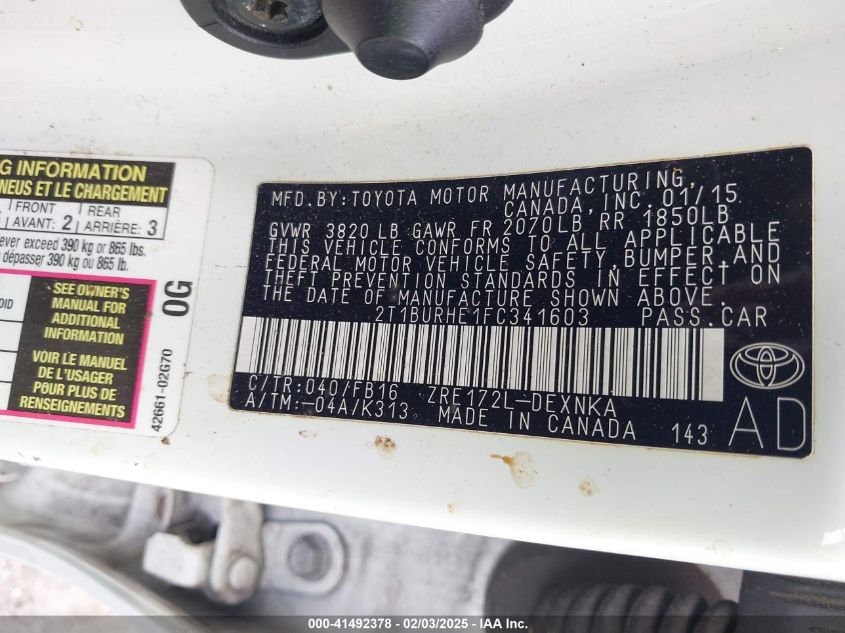 G INFORMATION
NEUS ET LE CHARGEMENT
FRONT REAR
AVANT: 2 ARRIÈRE: 3
ever exceed 390 kg or 865 lbs.
dépasser 390 kg ou 865 lb.
SEE OWNER'S
MANUAL FOR
ADDITIONAL
INFORMATION
VOIR LE MANUEL
DE L'USAGER
POUR PLUS DE
RENSEIGNEMENTS
0G
42661-02G70
MFD. BY: TOYOTA MOTOR MANUFACTURING,
CANADA, INC. 01/15
GVWR 3820 LB GAWR FR 2070LB RR 1850LB
THIS VEHICLE CONFORMS TO ALL APPLICABLE
FEDERAL MOTOR VEHICLE SAFETY, BUMPER, AND
THEFT PREVENTION STANDARDS IN EFFECT ON
THE DATE OF MANUFACTURE SHOWN ABOVE.
2T1BURHE1FC341603 PASS.CAR
C/TR:040/FB16 ZRE172L-DEXNKA
A/TM:-04A/K313 MADE IN CANADA 143
AD
TOYOTA
000-41492378 - 02/03/2025 - IAA Inc.